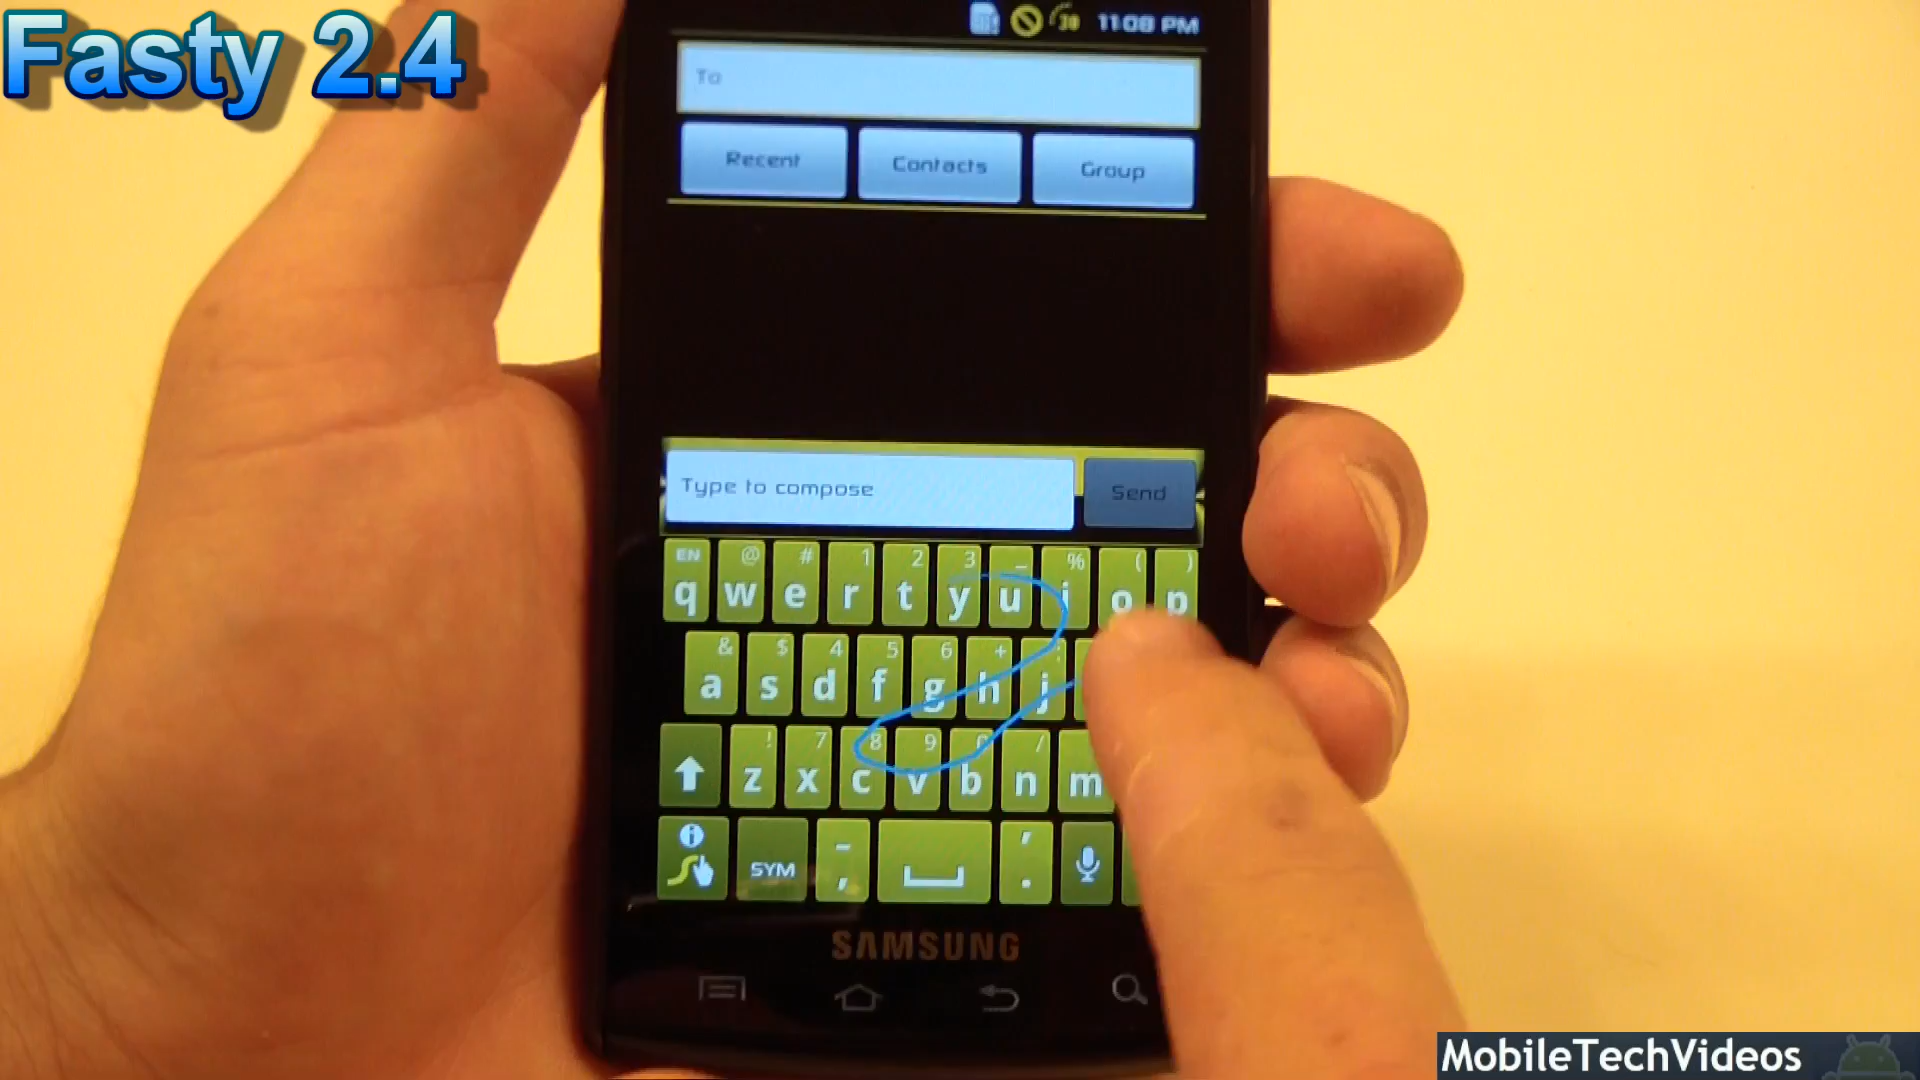 Fasty 2.4
11:08 PM
To
Recent Contacts Group
Type to compose Send
EN @ # 1 2 3 _ % ( )
q w e r t y u i o p
& $ 4 5 6 + :
a s d f g h j
! 7 8 9 0 /
z x c v b n m
SYM - , ' .
SAMSUNG
MobileTechVideos